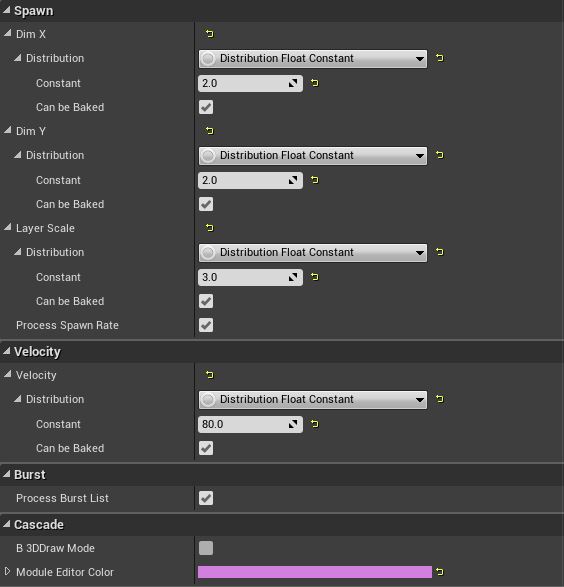 Spawn
Dim X
Distribution Distribution Float Constant
Constant 2.0
Can be Baked
Dim Y
Distribution Distribution Float Constant
Constant 2.0
Can be Baked
Layer Scale
Distribution Distribution Float Constant
Constant 3.0
Can be Baked
Process Spawn Rate
Velocity
Velocity
Distribution Distribution Float Constant
Constant 80.0
Can be Baked
Burst
Process Burst List
Cascade
B 3DDraw Mode
Module Editor Color